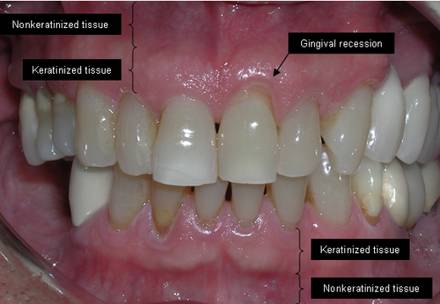 Nonkeratinized tissue
Gingival recession
Keratinized tissue
Keratinized tissue
Nonkeratinized tissue